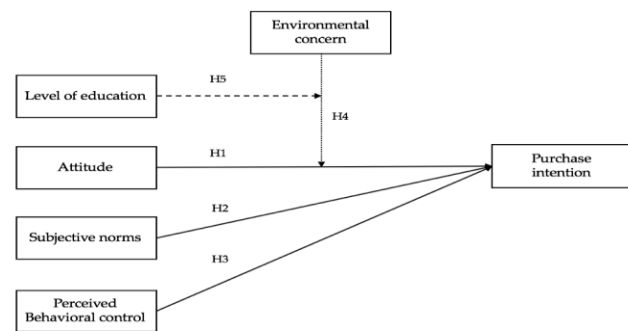 Environmental
concern
H5
Level of education
H4
H1
Attitude
Purchase
intention
H2
Subjective norms
H3
Perceived
Behavioral control